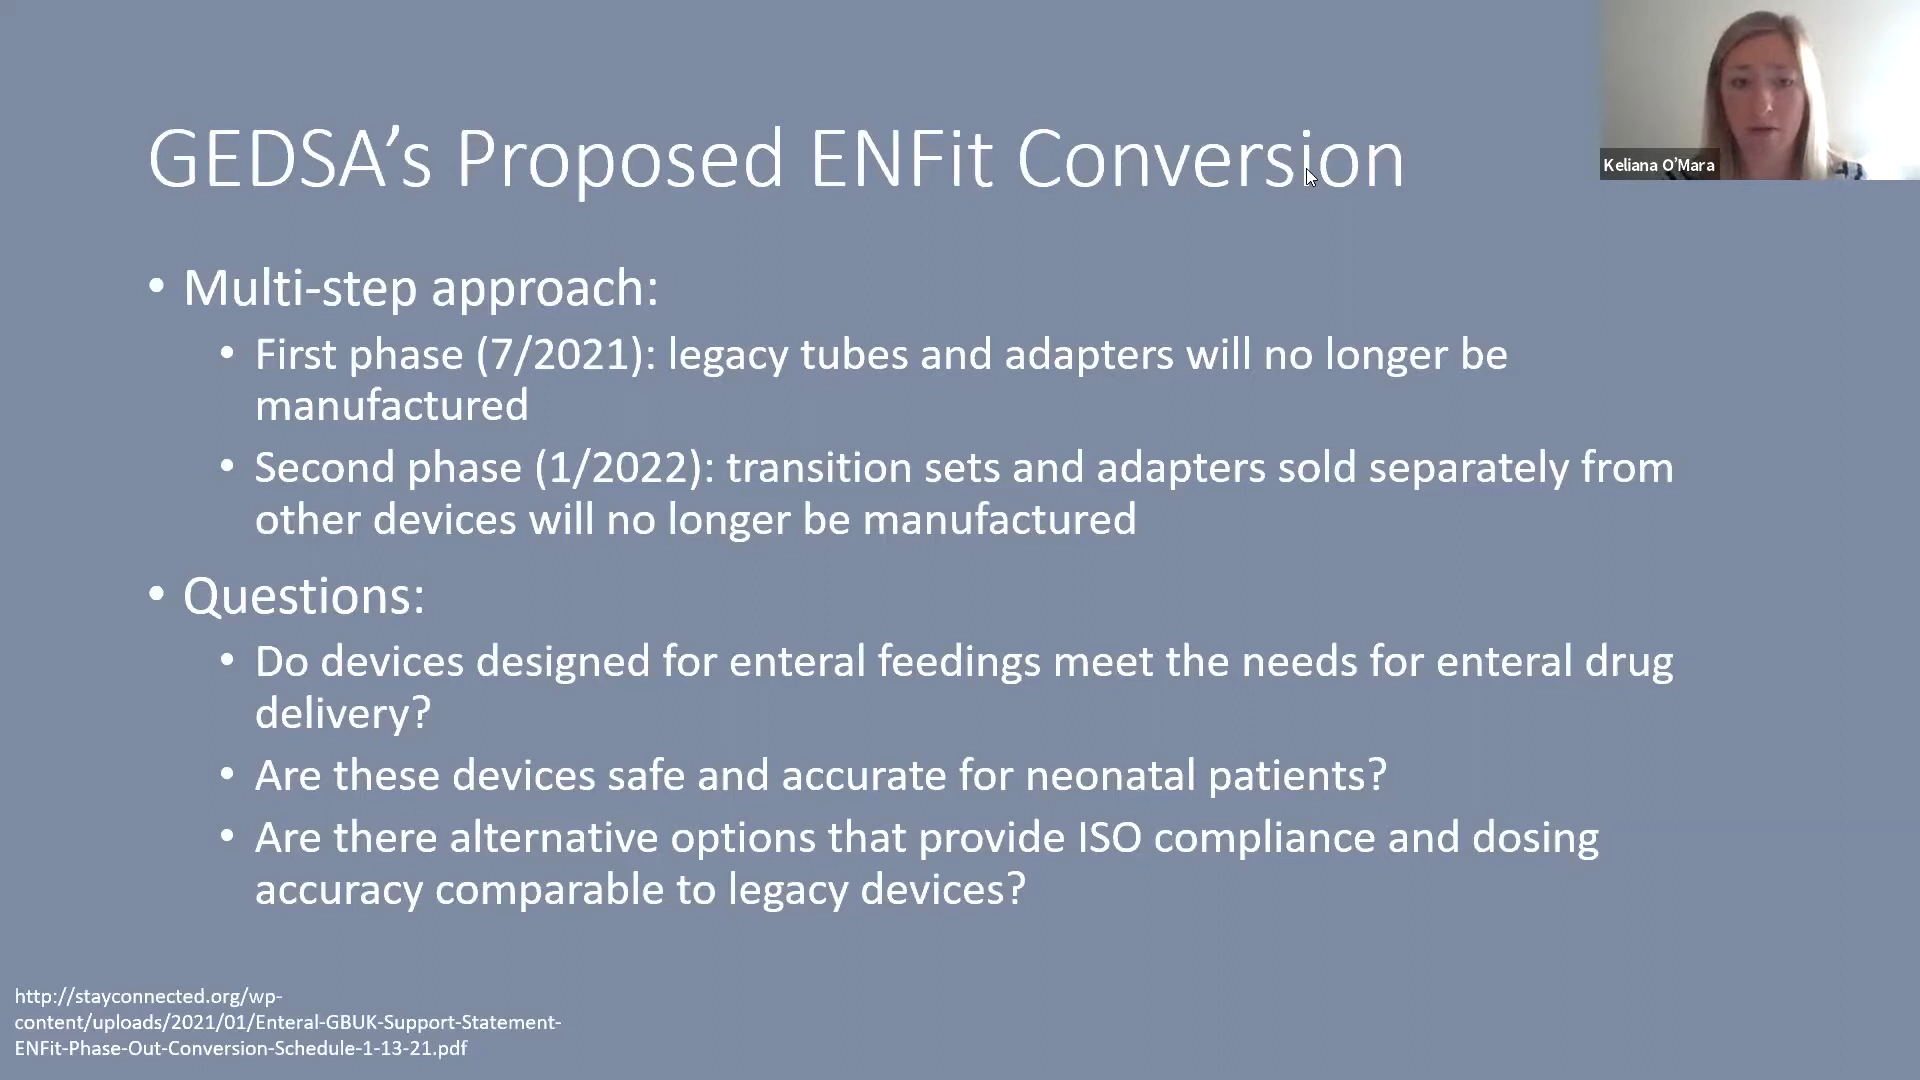 GEDSA’s Proposed ENFit Conversion
Keliana O’Mara
• Multi-step approach:
• First phase (7/2021): legacy tubes and adapters will no longer be
manufactured
• Second phase (1/2022): transition sets and adapters sold separately from
other devices will no longer be manufactured
• Questions:
• Do devices designed for enteral feedings meet the needs for enteral drug
delivery?
• Are these devices safe and accurate for neonatal patients?
• Are there alternative options that provide ISO compliance and dosing
accuracy comparable to legacy devices?
http://stayconnected.org/wp-
content/uploads/2021/01/Enteral-GBUK-Support-Statement-
ENFit-Phase-Out-Conversion-Schedule-1-13-21.pdf